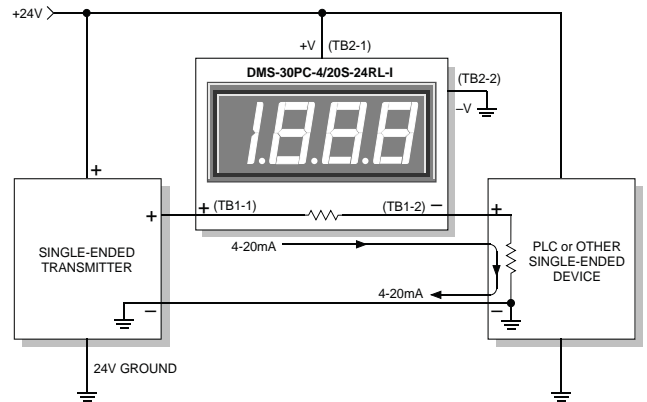 +24V
+V (TB2-1)
DMS-30PC-4/20S-24RL-I
(TB2-2)
–V
1.8.8.8
+
+ (TB1-1) (TB1-2) –
+ +
4-20mA
SINGLE-ENDED
TRANSMITTER
PLC or OTHER
SINGLE-ENDED
DEVICE
4-20mA
– –
24V GROUND